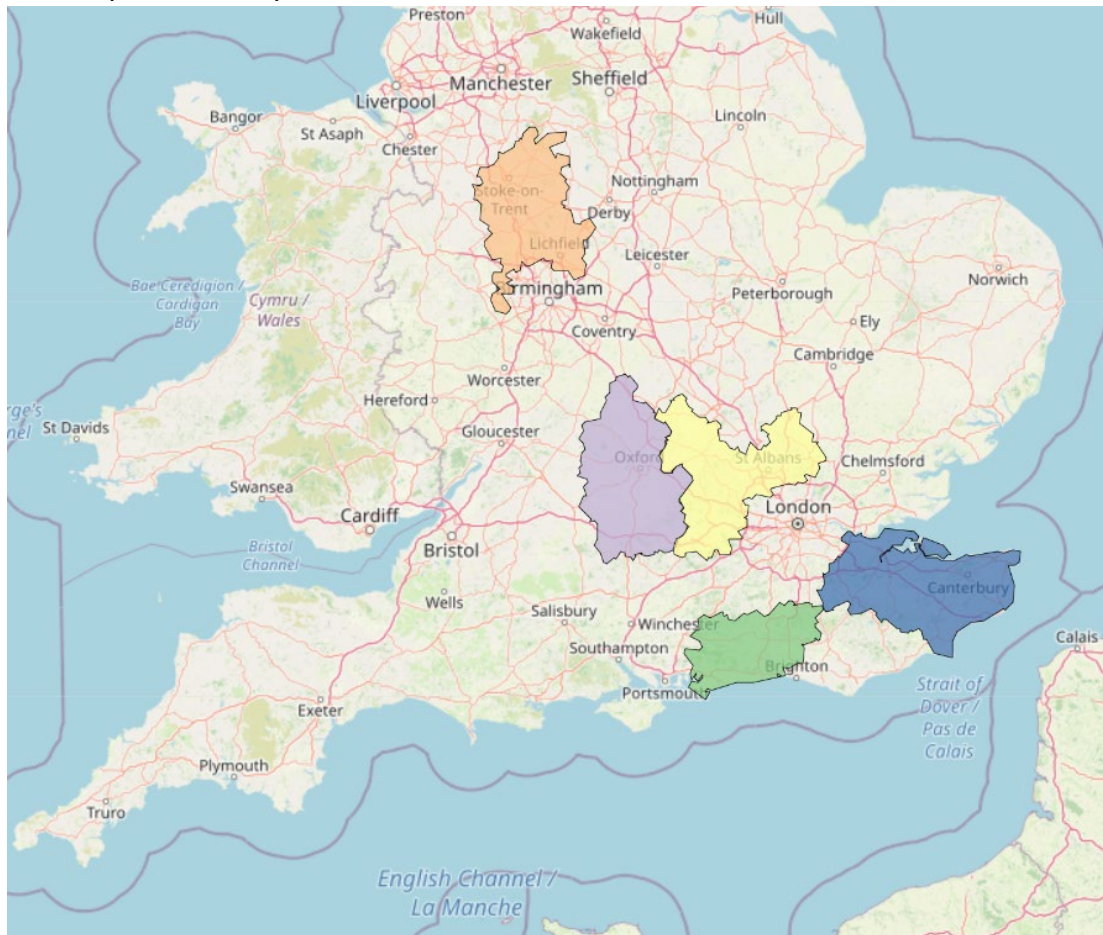 Preston
Hull
Wakefield
Manchester
Sheffield
Liverpool
Bangor
St Asaph
Chester
Lincoln
Stoke-on-
Trent
Nottingham
Derby
Lichfield
Leicester
Norwich
Bae Ceredigion /
Cardigan
Bay
Cymru /
Wales
rmingham
Peterborough
Coventry
Ely
Cambridge
Worcester
Hereford
rge's
nel
St Davids
Gloucester
Oxford
St Albans
Chelmsford
Swansea
Cardiff
London
Bristol
Bristol
Channel
Canterbury
Wells
Salisbury
Winchester
Southampton
Brighton
Portsmou
Calais
Strait of
Dover /
Pas de
Calais
Exeter
Plymouth
Truro
English Channel /
La Manche